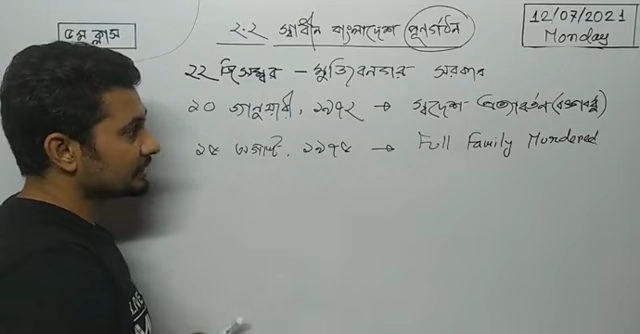 ৫ম ক্লাস
২.২ স্বাধীন বাংলাদেশ পুনর্গঠন
12/07/2021
Monday
২২ ডিসেম্বর - মুজিবনগর সরকার
১০ জানুয়ারী, ১৯৭২ → স্বদেশ প্রত্যাবর্তন (বঙ্গবন্ধু)
১৫ আগষ্ট, ১৯৭৫ → Full Family Murdered